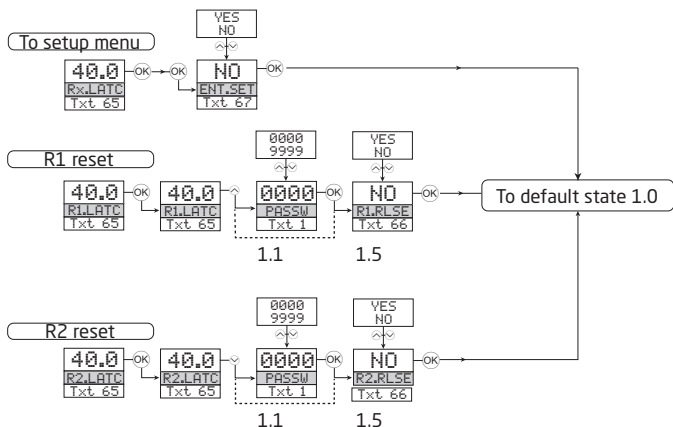 YES
NO
To setup menu
40.0 OK OK NO OK
Rx.LATC ENT.SET
Txt 65 Txt 67
0000 YES
9999 NO
R1 reset
40.0 OK 40.0 0000 OK NO OK To default state 1.0
R1.LATC R1.LATC PASSW R1.RLSE
Txt 65 Txt 65 Txt 1 Txt 66
1.1 1.5
0000 YES
9999 NO
R2 reset
40.0 OK 40.0 0000 OK NO OK
R2.LATC R2.LATC PASSW R2.RLSE
Txt 65 Txt 65 Txt 1 Txt 66
1.1 1.5